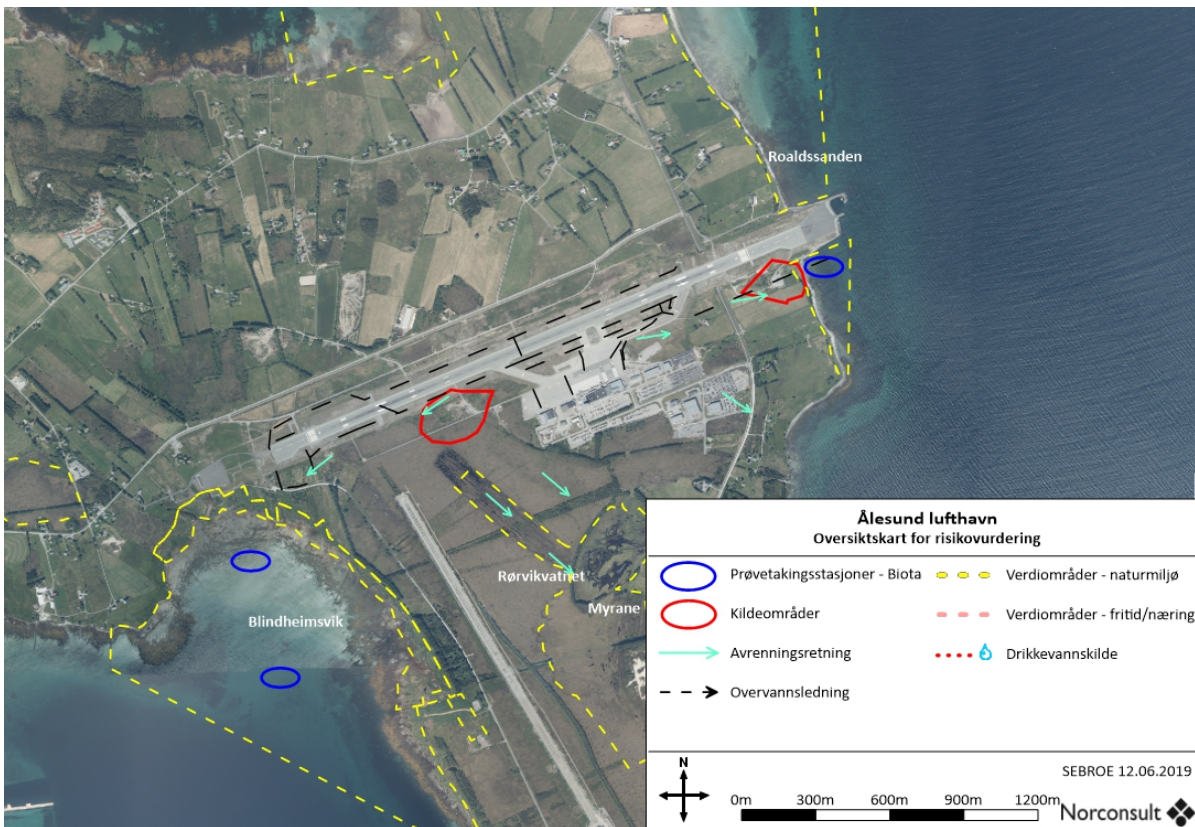 Roaldssanden
Rørvikvatnet
Myrane
Blindheimsvik
Ålesund lufthavn
Oversiktskart for risikovurdering
Prøvetakingsstasjoner - Biota
Verdiområder - naturmiljø
Kildeområder
Verdiområder - fritid/næring
Avrenningsretning
Drikkevannskilde
Overvannsledning
SEBROE 12.06.2019
N
0m 300m 600m 900m 1200m
Norconsult